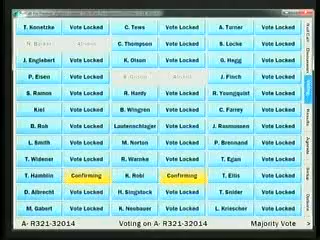 T. Konetzke Vote Locked C. Tews Vote Locked A. Turner Vote Locked
Absent C. Thompson Vote Locked S. Locke Vote Locked
J. Englebert Vote Locked K. Olson Vote Locked G. Hegg Vote Locked
P. Eisen Vote Locked Absent J. Finch Vote Locked
S. Ramos Vote Locked R. Hardy Vote Locked R. Youngquist Vote Locked
Kiel Vote Locked B. Wingren Vote Locked C. Farrey Vote Locked
B. Roh Vote Locked Lautenschlager Vote Locked J. Rasmussen Vote Locked
L. Smith Vote Locked M. Norton Vote Locked P. Brennand Vote Locked
T. Widener Vote Locked R. Warnke Vote Locked T. Egan Vote Locked
T. Hamblin Confirming K. Robl Confirming T. Ellis Vote Locked
D. Albrecht Vote Locked H. Singstock Vote Locked T. Snider Vote Locked
M. Gabert Vote Locked K. Neubauer Vote Locked L. Kriescher Vote Locked
A- R321-32014 Voting on A- R321-32014 Majority Vote